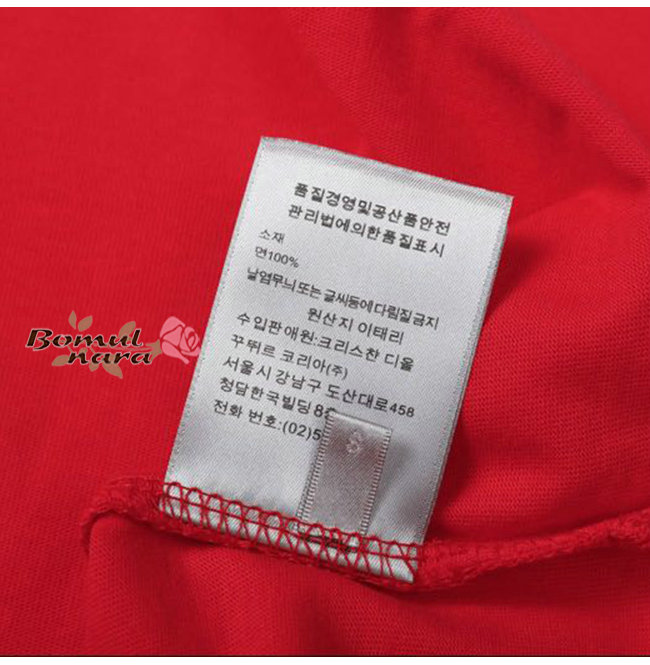 품질경영및공산품안전
관리법에의한품질표시
소재
면100%
날염무늬또는글씨등에다림질금지
원산지 이태리
수입판애원:크리스찬 디올
꾸뛰르 코리아(주)
서울시 강남구 도산대로458
청담한국빌딩 8층
전화 번호:(02)5
Bomul
nara
S